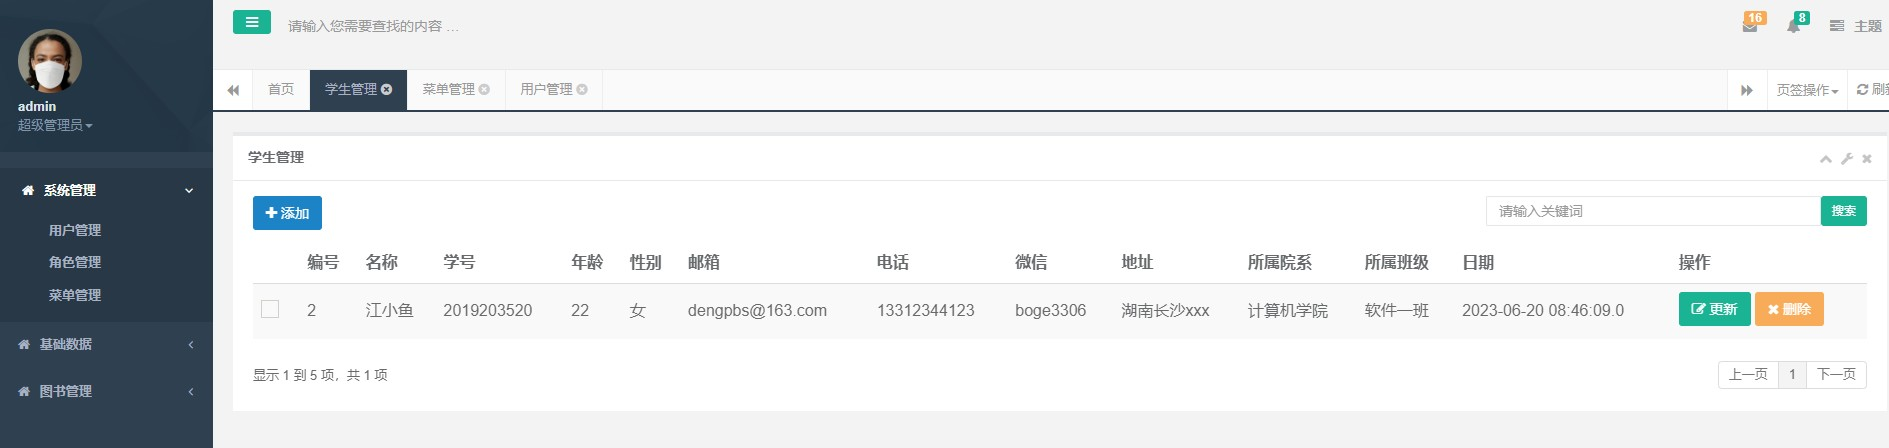 admin
超级管理员
系统管理
用户管理
角色管理
菜单管理
基础数据
图书管理
请输入您需要查找的内容 …
16
8
主题
首页
学生管理
菜单管理
用户管理
页签操作
刷新
学生管理
添加
请输入关键词
搜索
编号 名称 学号 年龄 性别 邮箱 电话 微信 地址 所属院系 所属班级 日期 操作
2 江小鱼 2019203520 22 女 dengpbs@163.com 13312344123 boge3306 湖南长沙xxx 计算机学院 软件一班 2023-06-20 08:46:09.0 更新 删除
显示 1 到 5 项，共 1 项
上一页 1 下一页